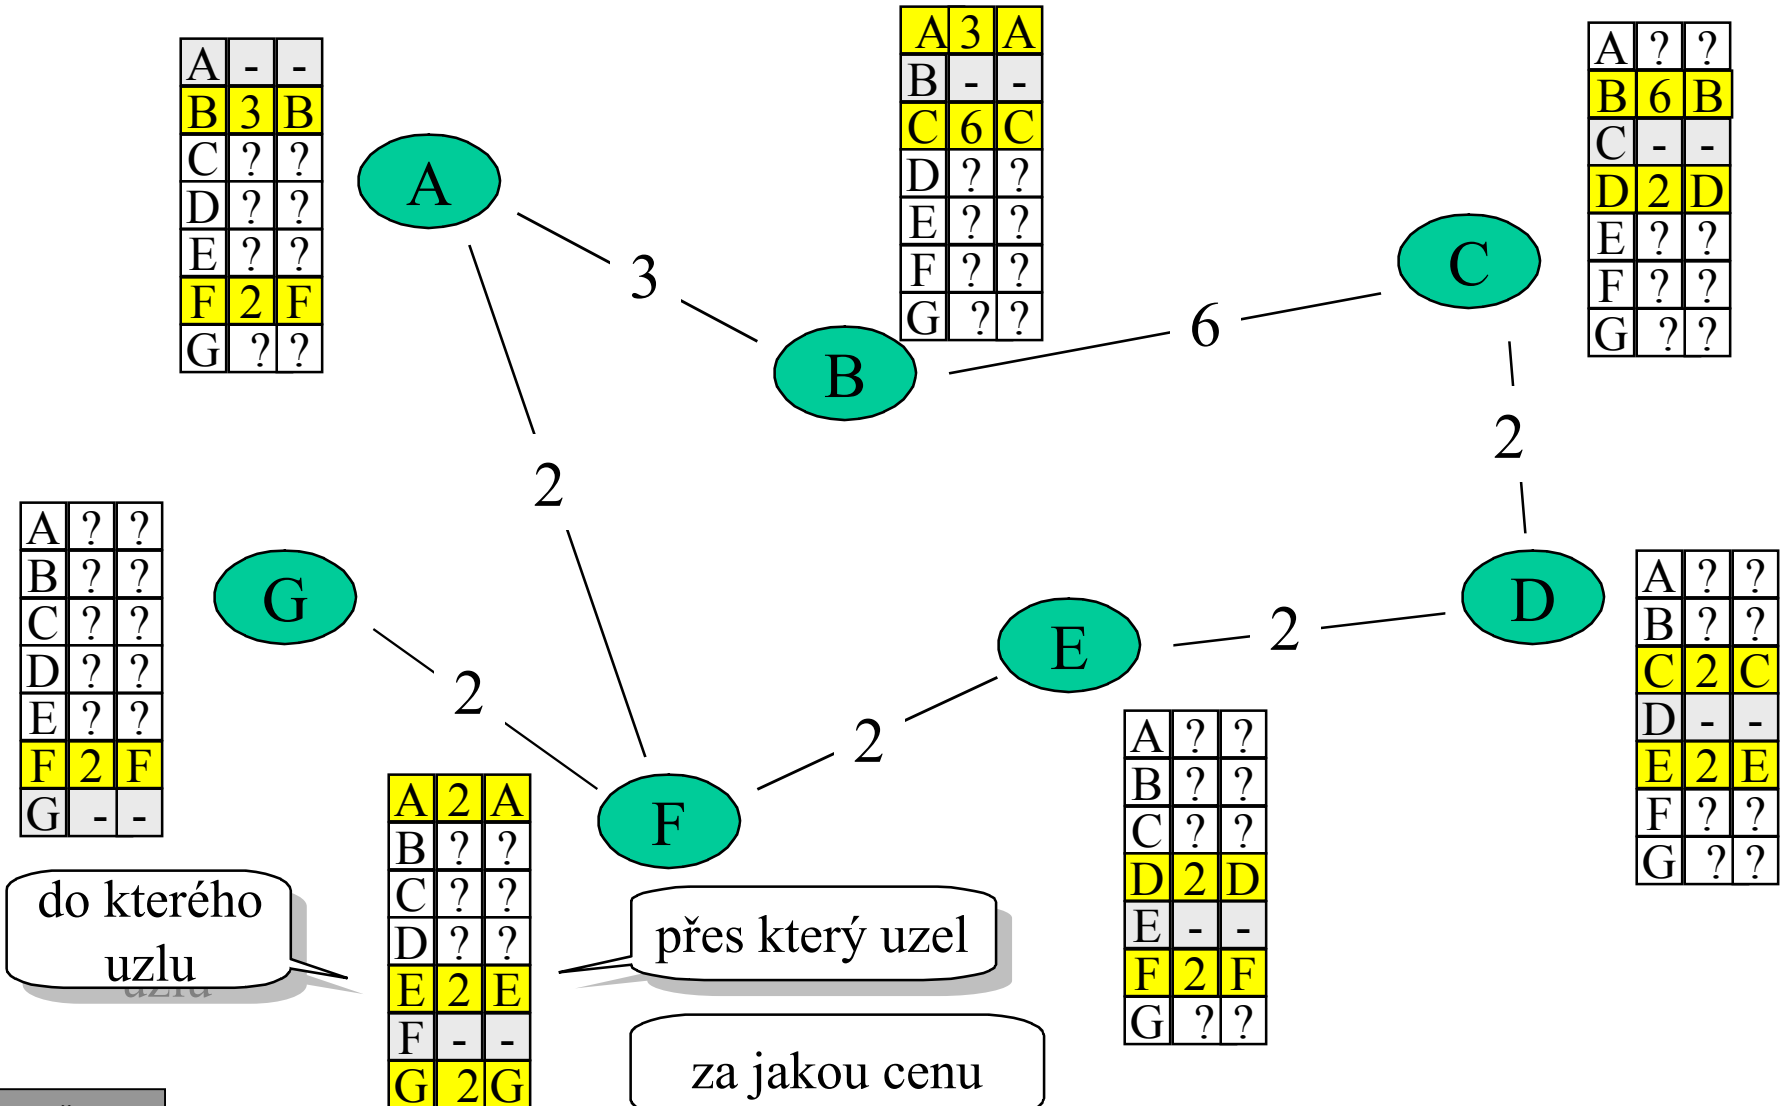 A - -
B 3 B
C ? ?
D ? ?
E ? ?
F 2 F
G ? ?
A
3
A 3 A
B - -
C 6 C
D ? ?
E ? ?
F ? ?
G ? ?
B
6
A ? ?
B 6 B
C - -
D 2 D
E ? ?
F ? ?
G ? ?
C
2
2
A ? ?
B ? ?
C ? ?
D ? ?
E ? ?
F 2 F
G - -
G
2
E
2
D
A ? ?
B ? ?
C 2 C
D - -
E 2 E
F ? ?
G ? ?
2
F
A 2 A
B ? ?
C ? ?
D ? ?
E 2 E
F - -
G 2 G
A ? ?
B ? ?
C ? ?
D 2 D
E - -
F 2 F
G ? ?
do kterého
uzlu
přes který uzel
za jakou cenu